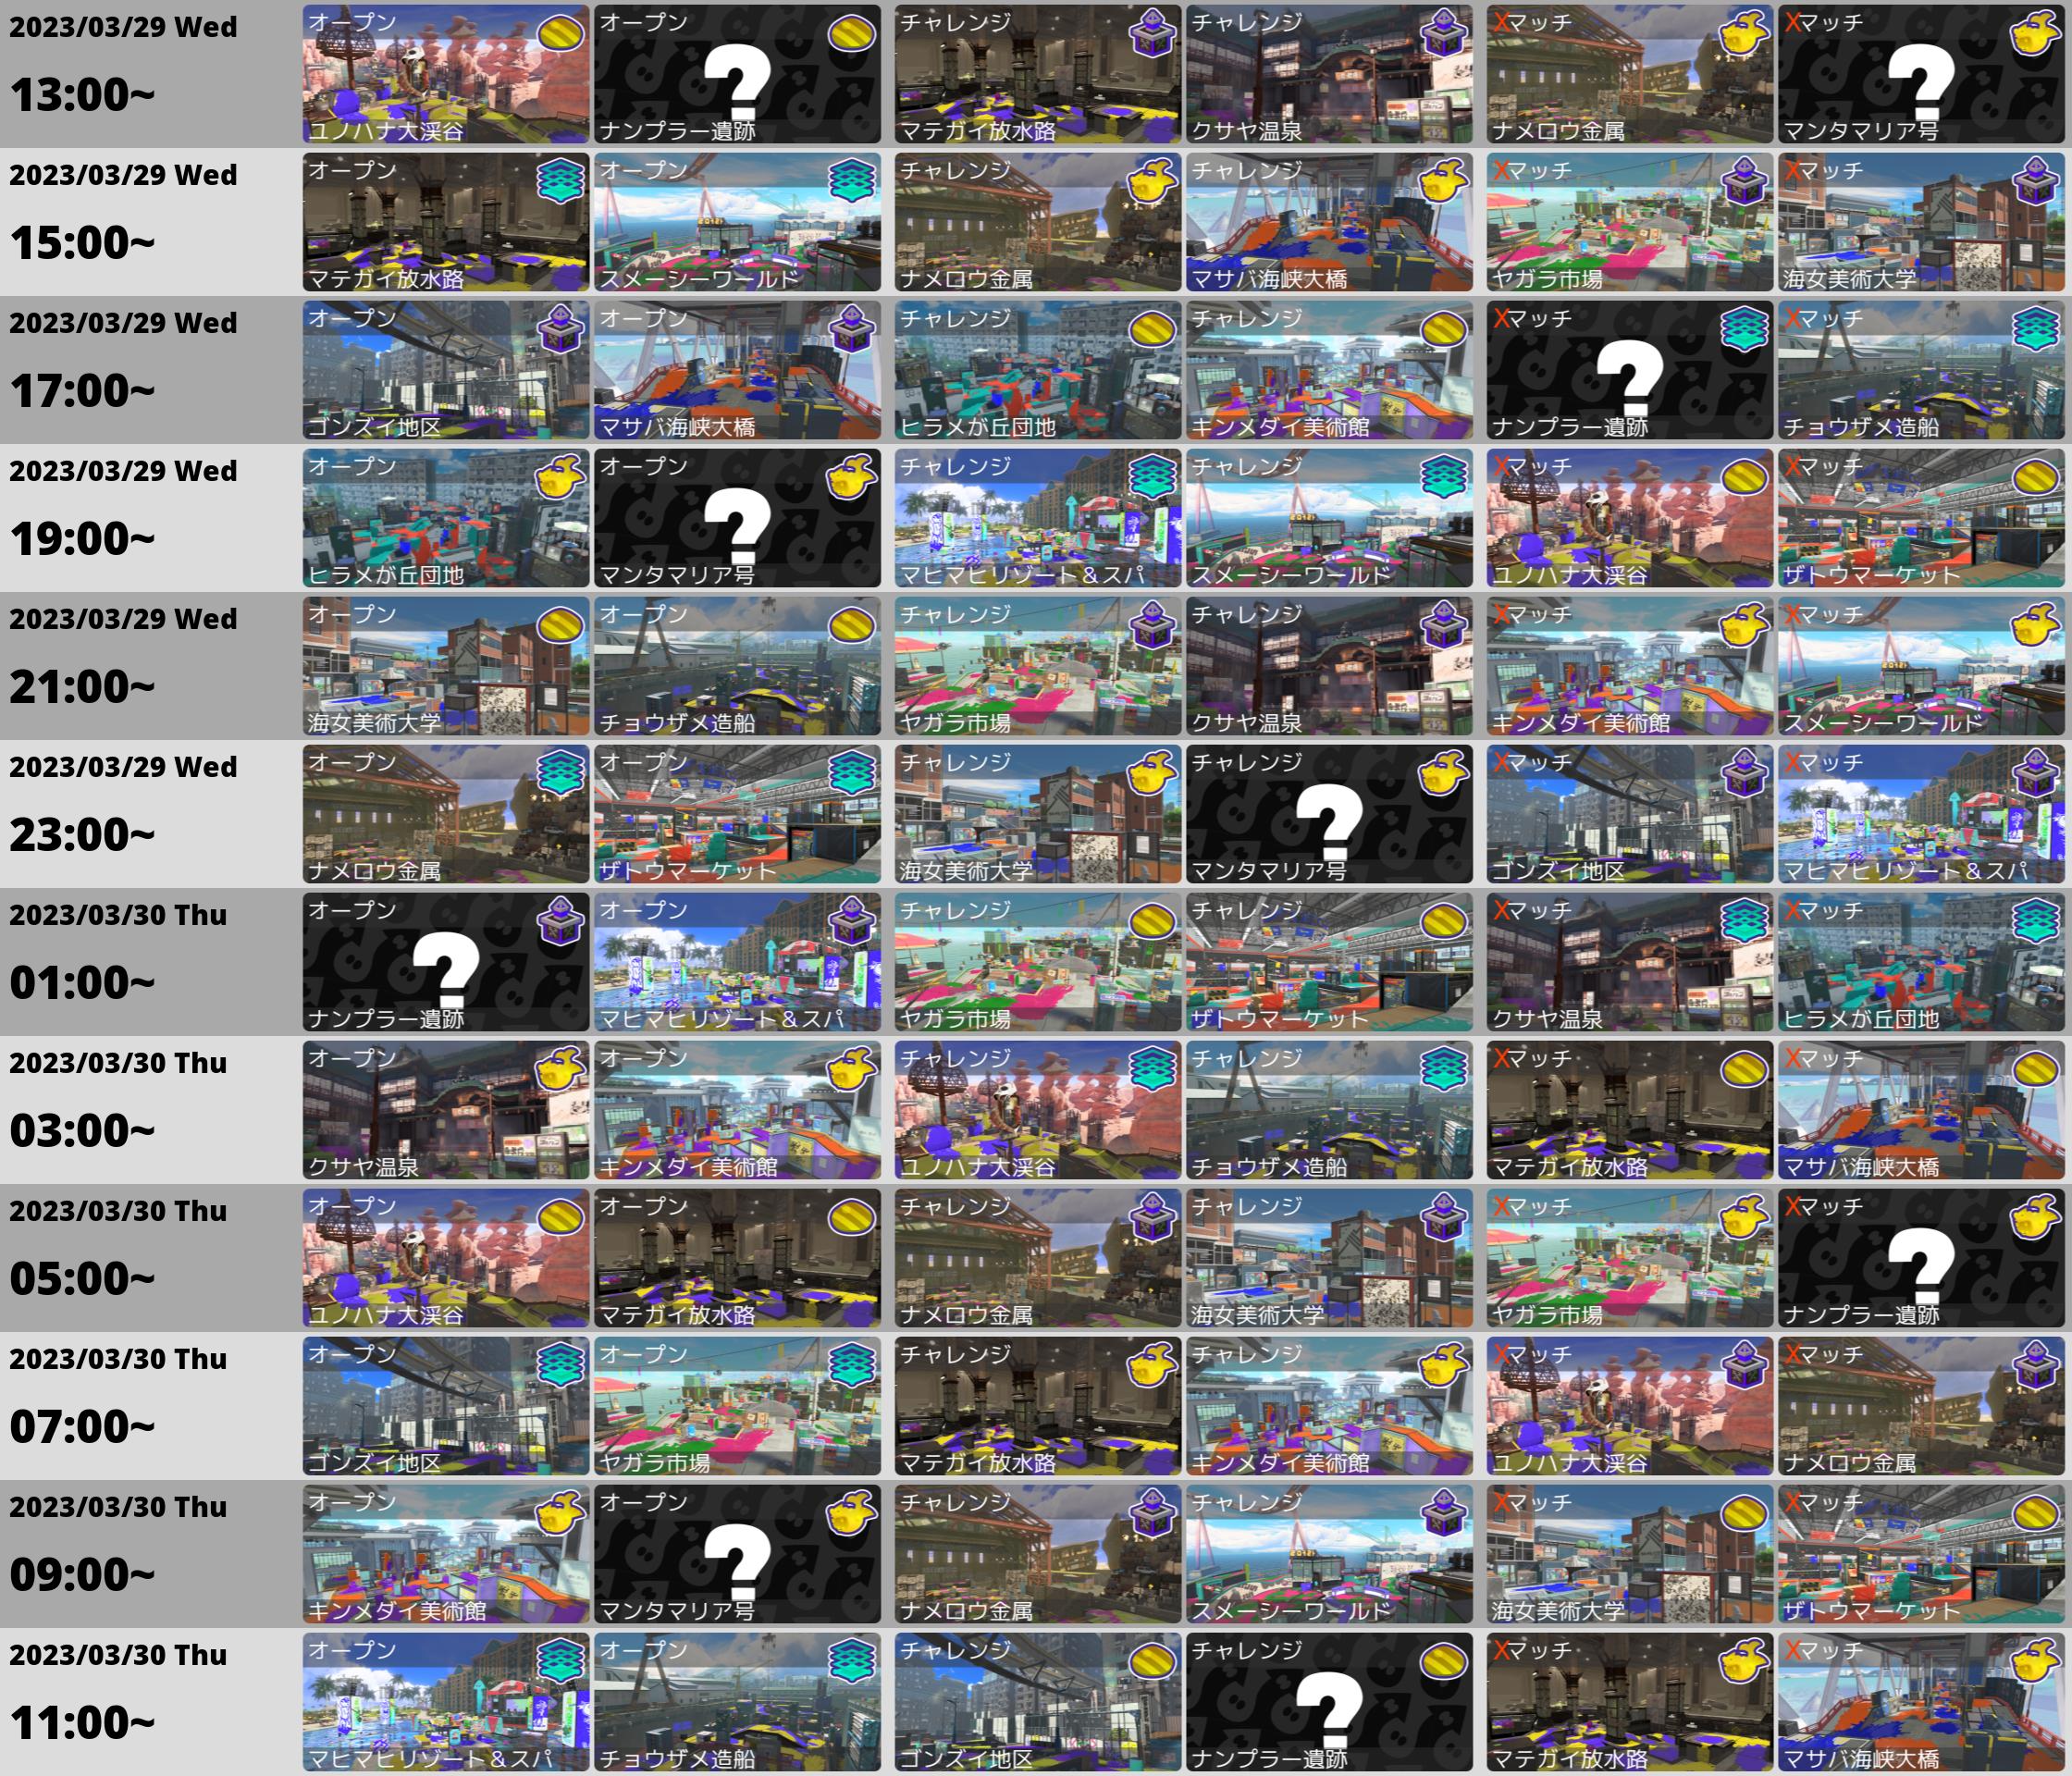 2023/03/29 Wed
13:00~
オープン オープン チャレンジ チャレンジ Xマッチ Xマッチ
ユノハナ大渓谷 ナンプラー遺跡 マテガイ放水路 クサヤ温泉 ナメロウ金属 マンタマリア号
2023/03/29 Wed
15:00~
オープン オープン チャレンジ チャレンジ Xマッチ Xマッチ
マテガイ放水路 スメーシーワールド ナメロウ金属 マサバ海峡大橋 ヤガラ市場 海女美術大学
2023/03/29 Wed
17:00~
オープン オープン チャレンジ チャレンジ Xマッチ Xマッチ
ゴンズイ地区 マサバ海峡大橋 ヒラメが丘団地 キンメダイ美術館 ナンプラー遺跡 チョウザメ造船
2023/03/29 Wed
19:00~
オープン オープン チャレンジ チャレンジ Xマッチ Xマッチ
ヒラメが丘団地 マンタマリア号 マヒマヒリゾート＆スパ スメーシーワールド ユノハナ大渓谷 ザトウマーケット
2023/03/29 Wed
21:00~
オープン オープン チャレンジ チャレンジ Xマッチ Xマッチ
海女美術大学 チョウザメ造船 ヤガラ市場 クサヤ温泉 キンメダイ美術館 スメーシーワールド
2023/03/29 Wed
23:00~
オープン オープン チャレンジ チャレンジ Xマッチ Xマッチ
ナメロウ金属 ザトウマーケット 海女美術大学 マンタマリア号 ゴンズイ地区 マヒマヒリゾート＆スパ
2023/03/30 Thu
01:00~
オープン オープン チャレンジ チャレンジ Xマッチ Xマッチ
ナンプラー遺跡 マヒマヒリゾート＆スパ ヤガラ市場 ザトウマーケット クサヤ温泉 ヒラメが丘団地
2023/03/30 Thu
03:00~
オープン オープン チャレンジ チャレンジ Xマッチ Xマッチ
クサヤ温泉 キンメダイ美術館 ユノハナ大渓谷 チョウザメ造船 マテガイ放水路 マサバ海峡大橋
2023/03/30 Thu
05:00~
オープン オープン チャレンジ チャレンジ Xマッチ Xマッチ
ユノハナ大渓谷 マテガイ放水路 ナメロウ金属 海女美術大学 ヤガラ市場 ナンプラー遺跡
2023/03/30 Thu
07:00~
オープン オープン チャレンジ チャレンジ Xマッチ Xマッチ
ゴンズイ地区 ヤガラ市場 マテガイ放水路 キンメダイ美術館 ユノハナ大渓谷 ナメロウ金属
2023/03/30 Thu
09:00~
オープン オープン チャレンジ チャレンジ Xマッチ Xマッチ
キンメダイ美術館 マンタマリア号 ナメロウ金属 スメーシーワールド 海女美術大学 ザトウマーケット
2023/03/30 Thu
11:00~
オープン オープン チャレンジ チャレンジ Xマッチ Xマッチ
マヒマヒリゾート＆スパ チョウザメ造船 ゴンズイ地区 ナンプラー遺跡 マテガイ放水路 マサバ海峡大橋